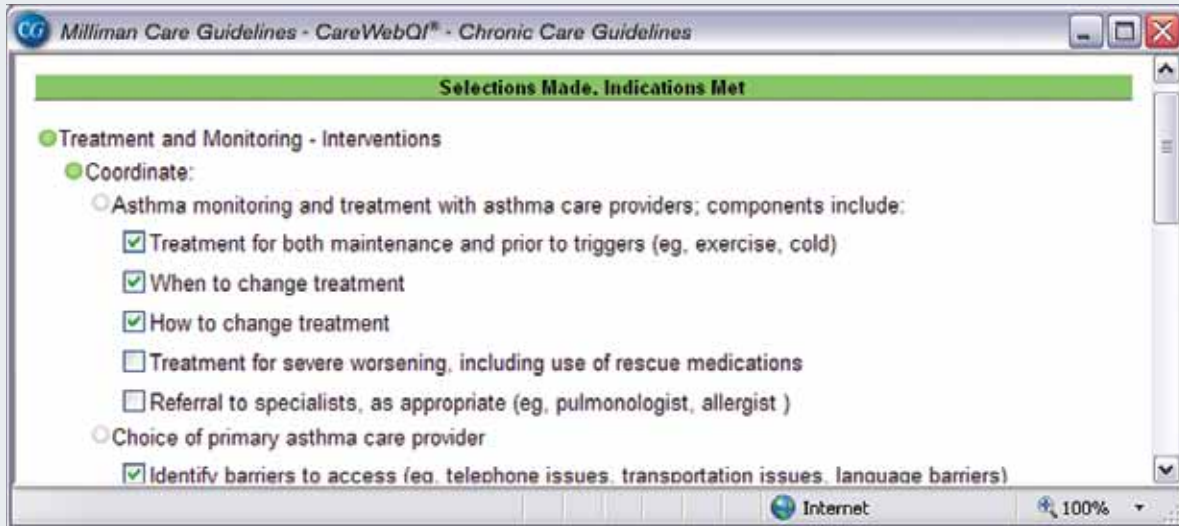 CG Milliman Care Guidelines - CareWebQI® - Chronic Care Guidelines
Selections Made. Indications Met
Treatment and Monitoring - Interventions
Coordinate:
Asthma monitoring and treatment with asthma care providers; components include:
Treatment for both maintenance and prior to triggers (eg, exercise, cold)
When to change treatment
How to change treatment
Treatment for severe worsening, including use of rescue medications
Referral to specialists, as appropriate (eg, pulmonologist, allergist )
Choice of primary asthma care provider
Identify barriers to access (eg, telephone issues, transportation issues, language barriers)
Internet 100%